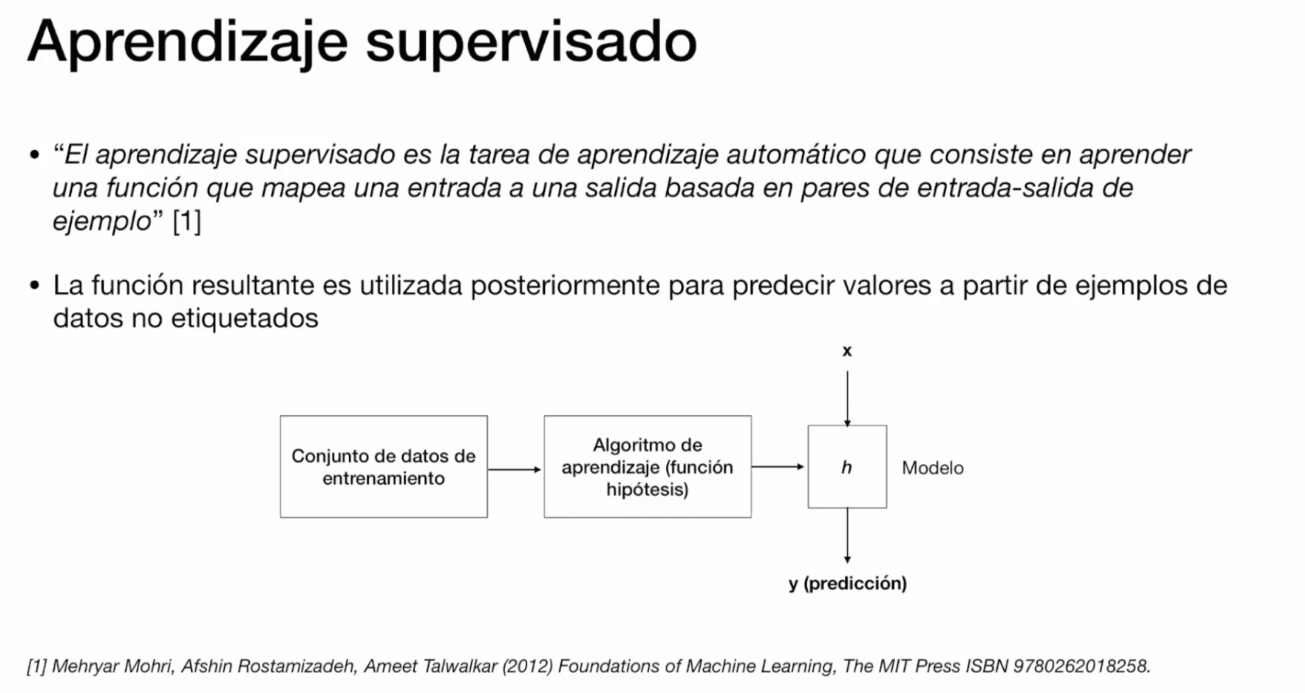 Aprendizaje supervisado
• “El aprendizaje supervisado es la tarea de aprendizaje automático que consiste en aprender
una función que mapea una entrada a una salida basada en pares de entrada-salida de
ejemplo” [1]
• La función resultante es utilizada posteriormente para predecir valores a partir de ejemplos de
datos no etiquetados
x
Conjunto de datos de
entrenamiento
Algoritmo de
aprendizaje (función
hipótesis)
h
Modelo
y (predicción)
[1] Mehryar Mohri, Afshin Rostamizadeh, Ameet Talwalkar (2012) Foundations of Machine Learning, The MIT Press ISBN 9780262018258.